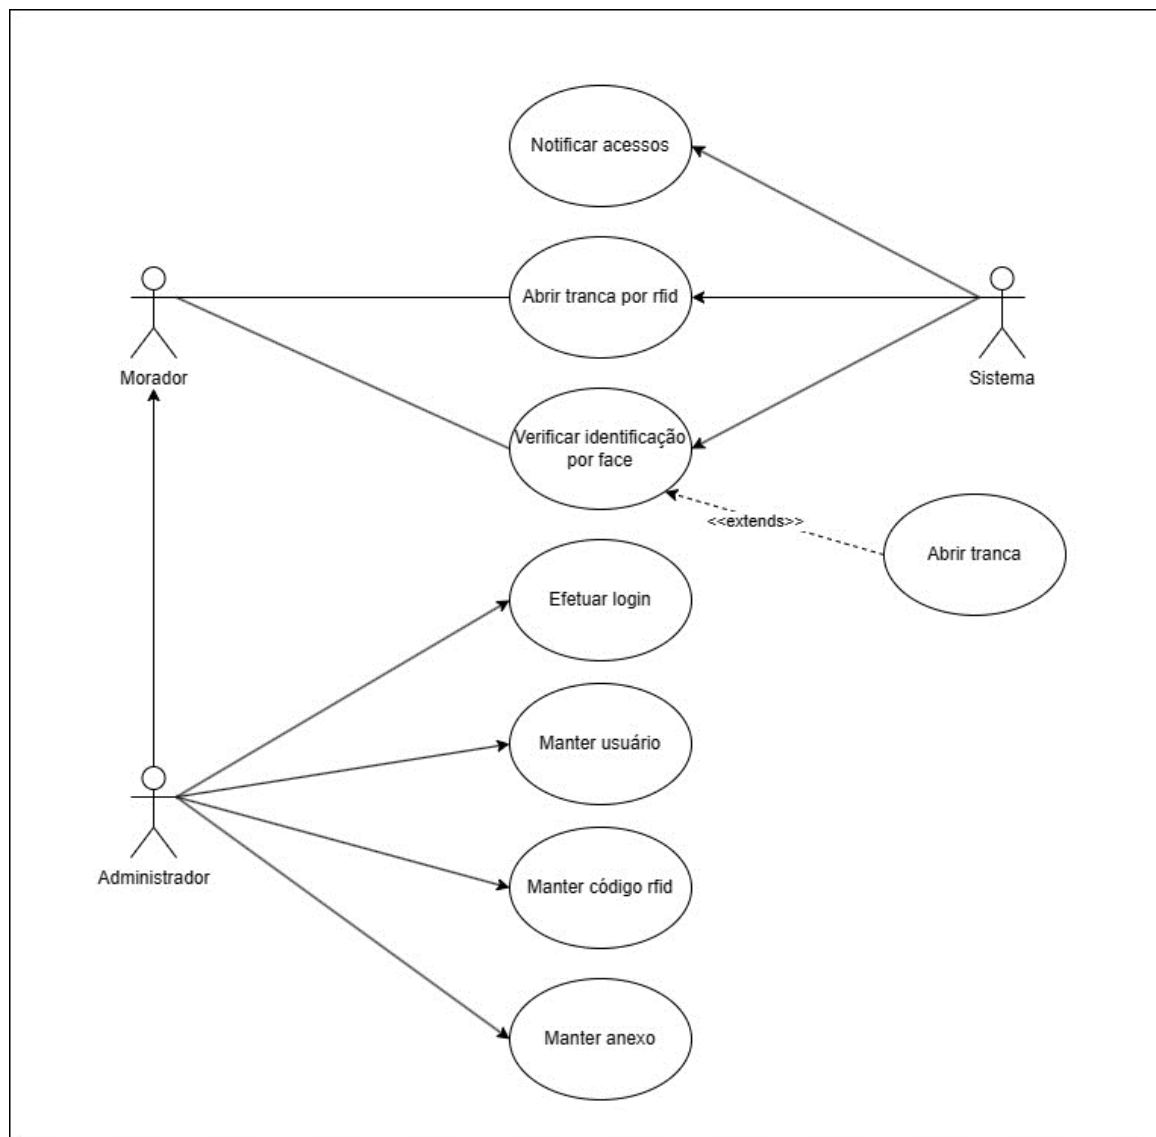 Notificar acessos
Abrir tranca por rfid
Morador
Sistema
Verificar identificação
por face
<<extends>>
Abrir tranca
Efetuar login
Manter usuário
Administrador
Manter código rfid
Manter anexo